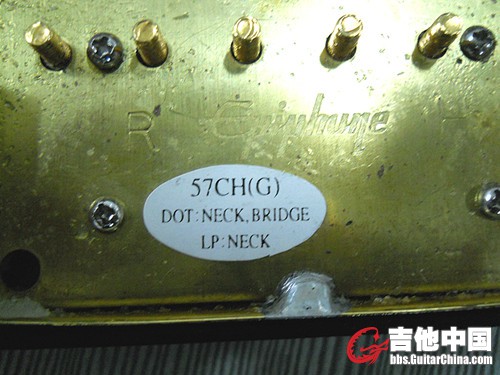 R Epiphone
57CH(G)
DOT:NECK,BRIDGE
LP:NECK
吉他中国
bbs.GuitarChina.com